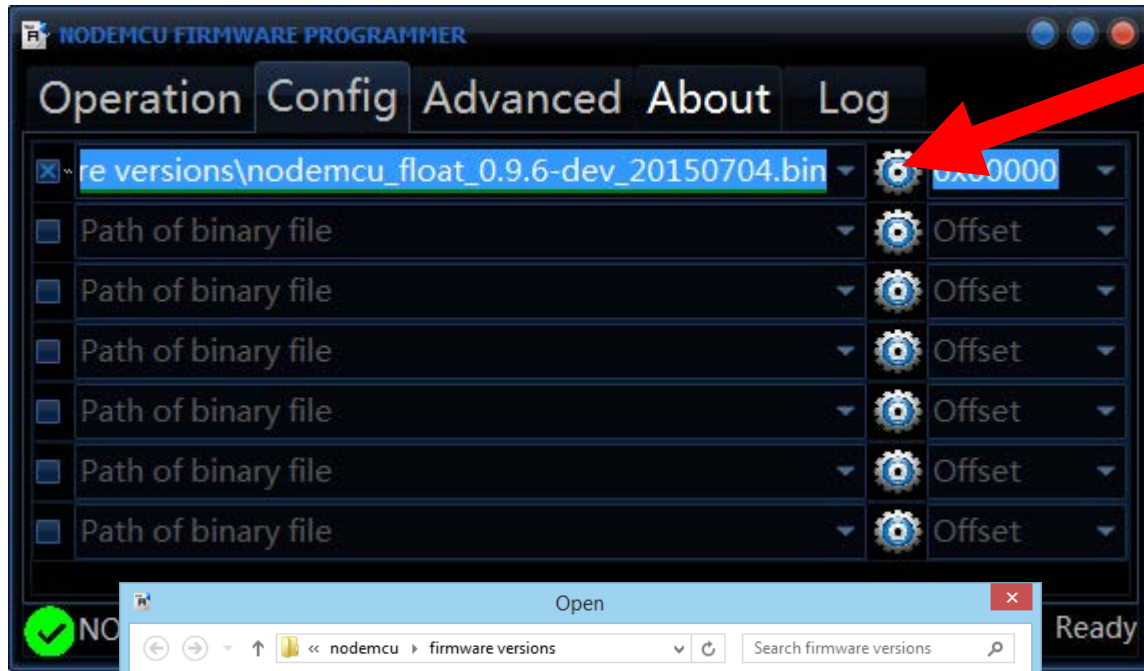 NODEMCU FIRMWARE PROGRAMMER
Operation Config Advanced About Log
re versions\nodemcu_float_0.9.6-dev_20150704.bin 0x00000
Path of binary file Offset
Path of binary file Offset
Path of binary file Offset
Path of binary file Offset
Path of binary file Offset
Path of binary file Offset
Open
NO Ready
« nodemcu firmware versions Search firmware versions